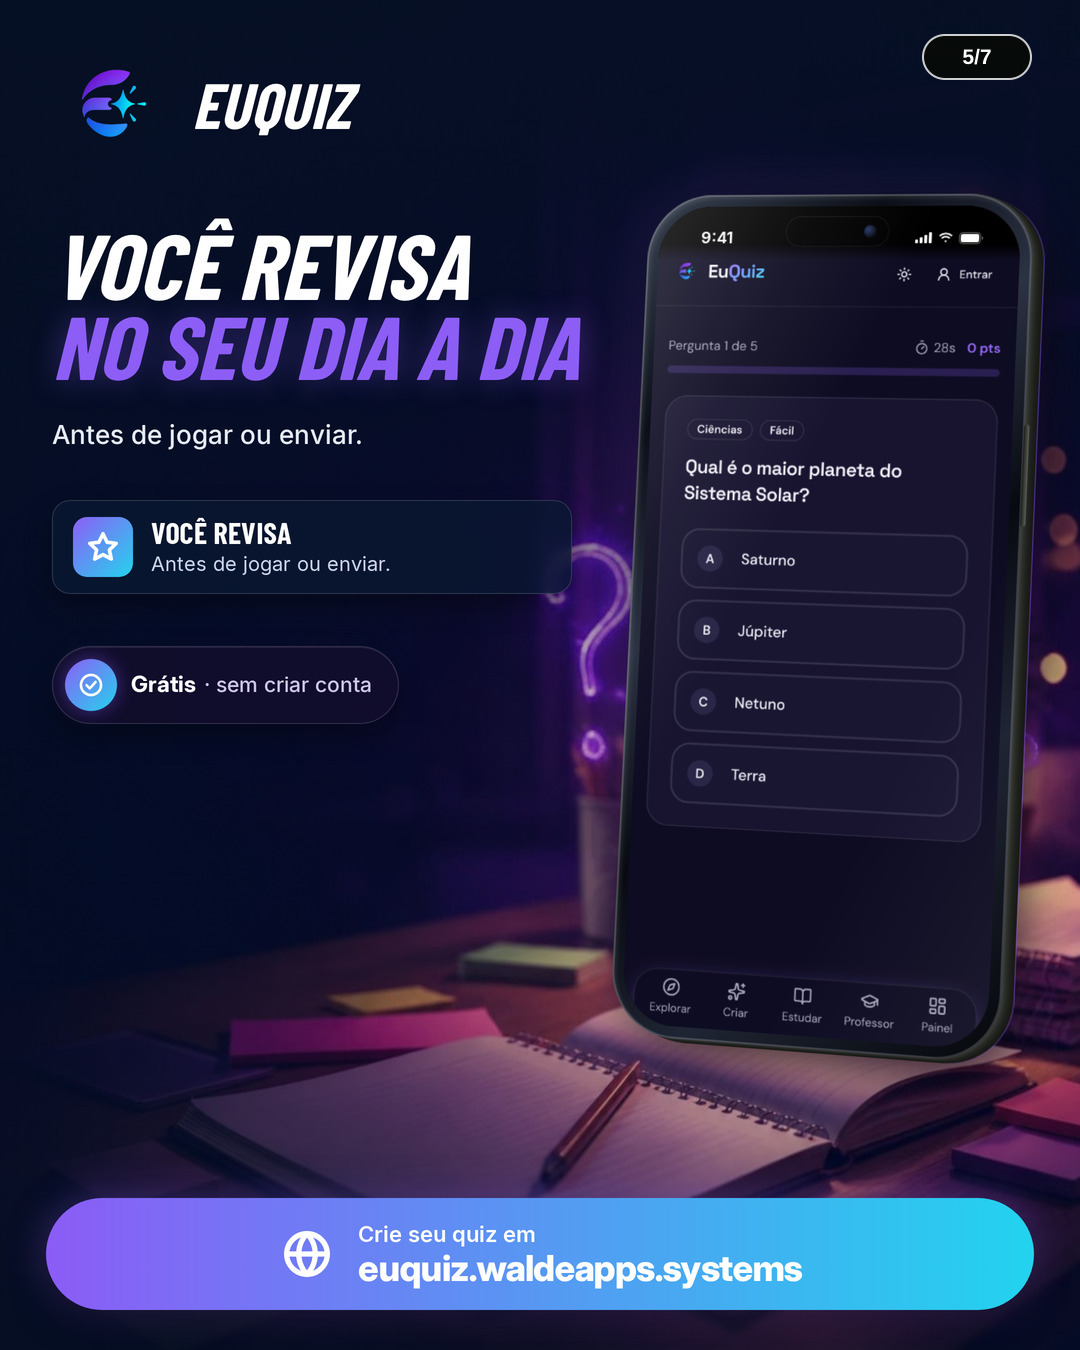 5/7
EUQUIZ
VOCÊ REVISA
NO SEU DIA A DIA
Antes de jogar ou enviar.
VOCÊ REVISA
Antes de jogar ou enviar.
Grátis · sem criar conta
9:41
EuQuiz
Entrar
Pergunta 1 de 5
28s 0 pts
Ciências Fácil
Qual é o maior planeta do
Sistema Solar?
A Saturno
B Júpiter
C Netuno
D Terra
Explorar Criar Estudar Professor Painel
Crie seu quiz em
euquiz.waldeapps.systems